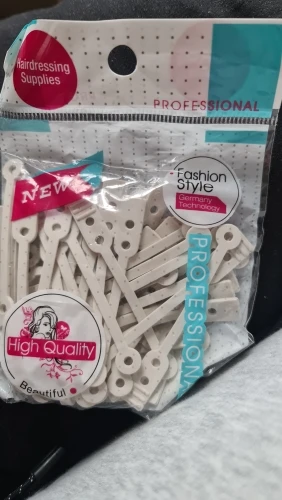 Hairdressing
Supplies
PROFESSIONAL
NEW
Fashion
Style
Germany
Technology
PROFESSIONAL
High Quality
Beautiful